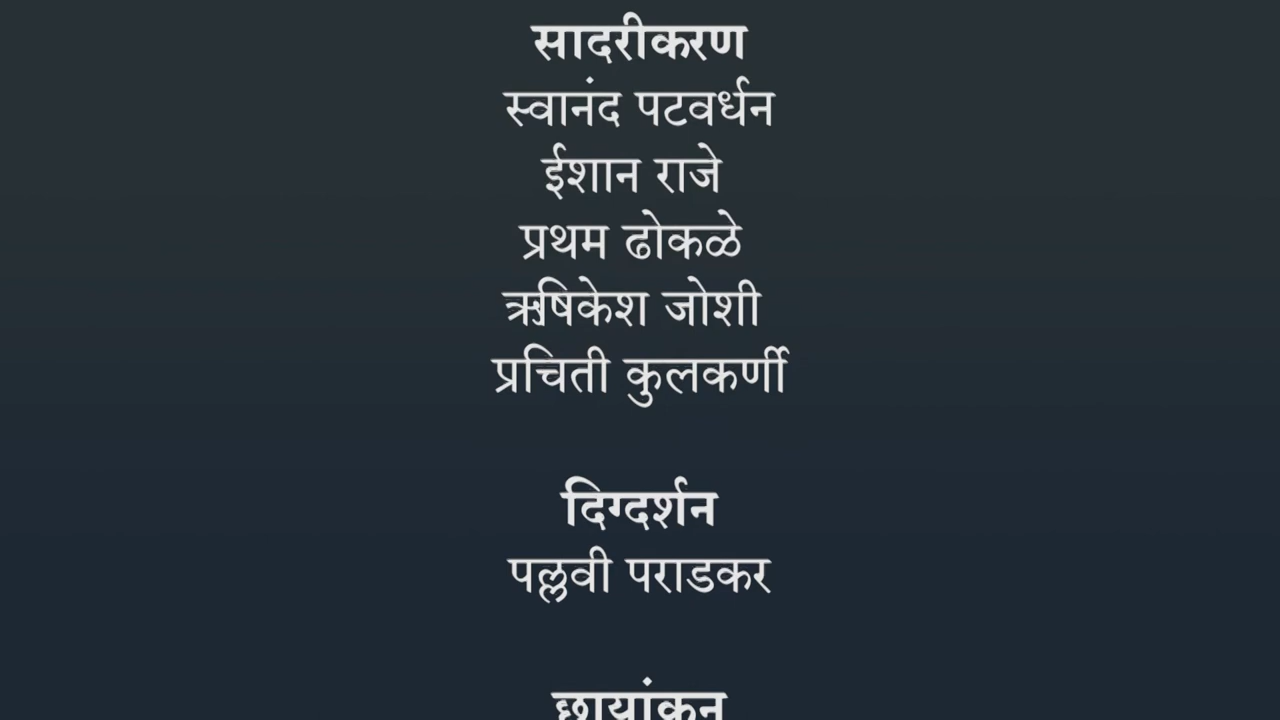 सादरीकरण
स्वानंद पटवर्धन
ईशान राजे
प्रथम ढोकळे
ऋषिकेश जोशी
प्रचिती कुलकर्णी
दिग्दर्शन
पल्लवी पराडकर
छायांकन